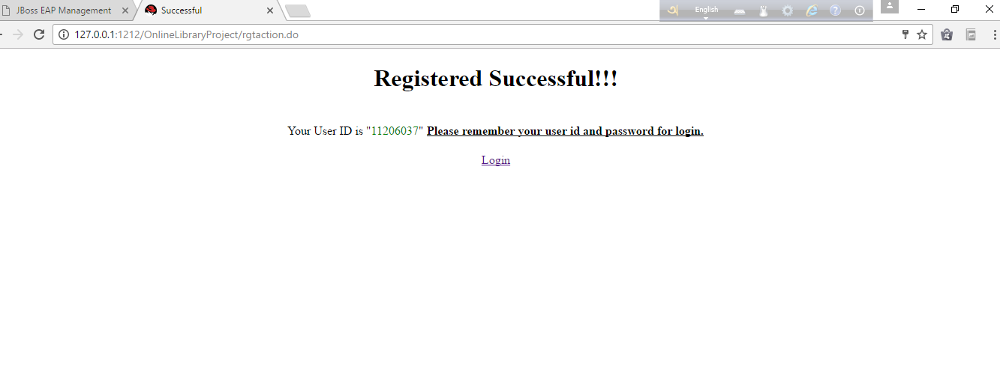 JBoss EAP Management
Successful
অ
English
127.0.0.1:1212/OnlineLibraryProject/rgtaction.do
Registered Successful!!!
Your User ID is "11206037" Please remember your user id and password for login.
Login